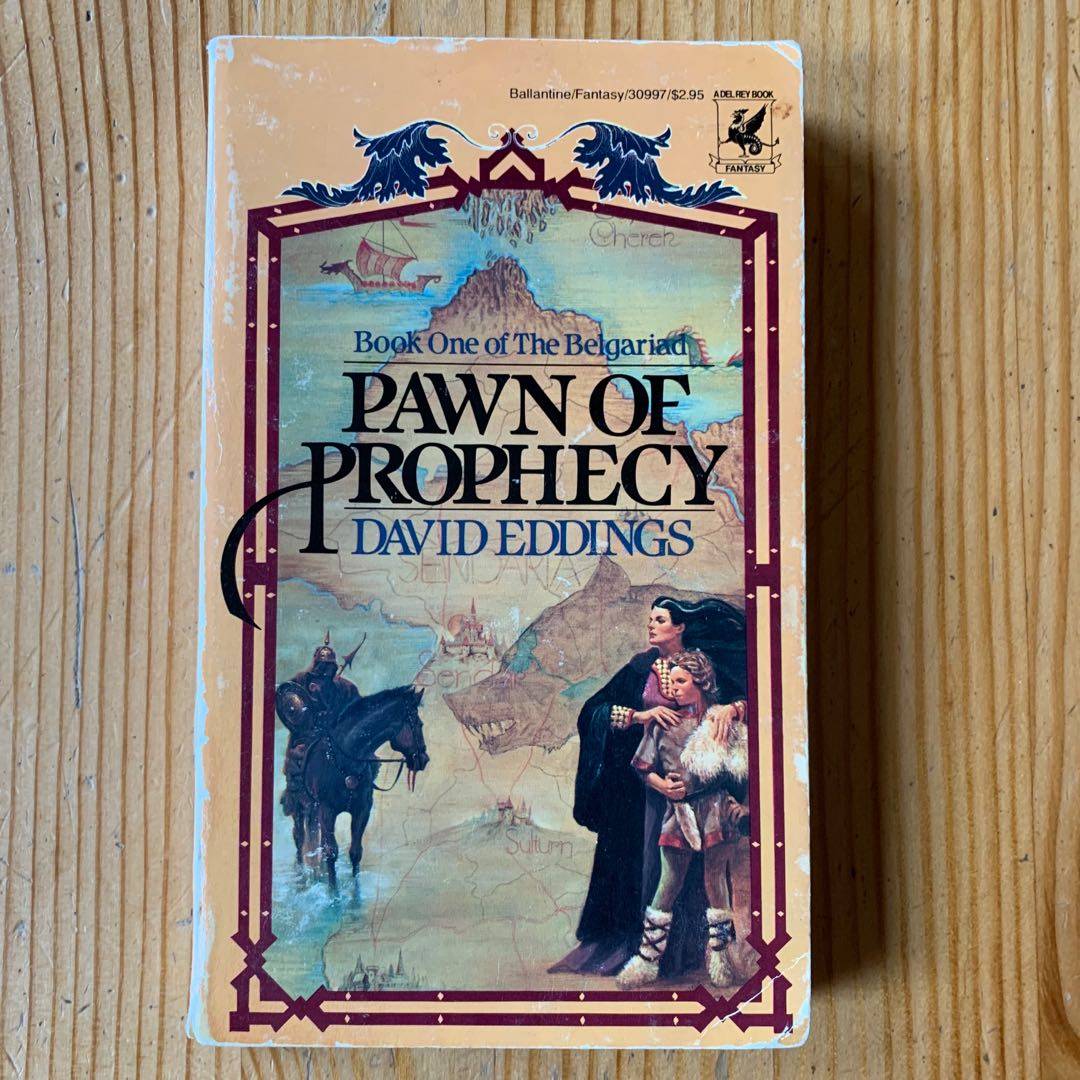 Ballantine/Fantasy/30997/$2.95
A DEL REY BOOK
FANTASY
Cherek
Book One of The Belgariad
PAWN OF
PROPHECY
DAVID EDDINGS
SENDARIA
Sendar
Sulturn